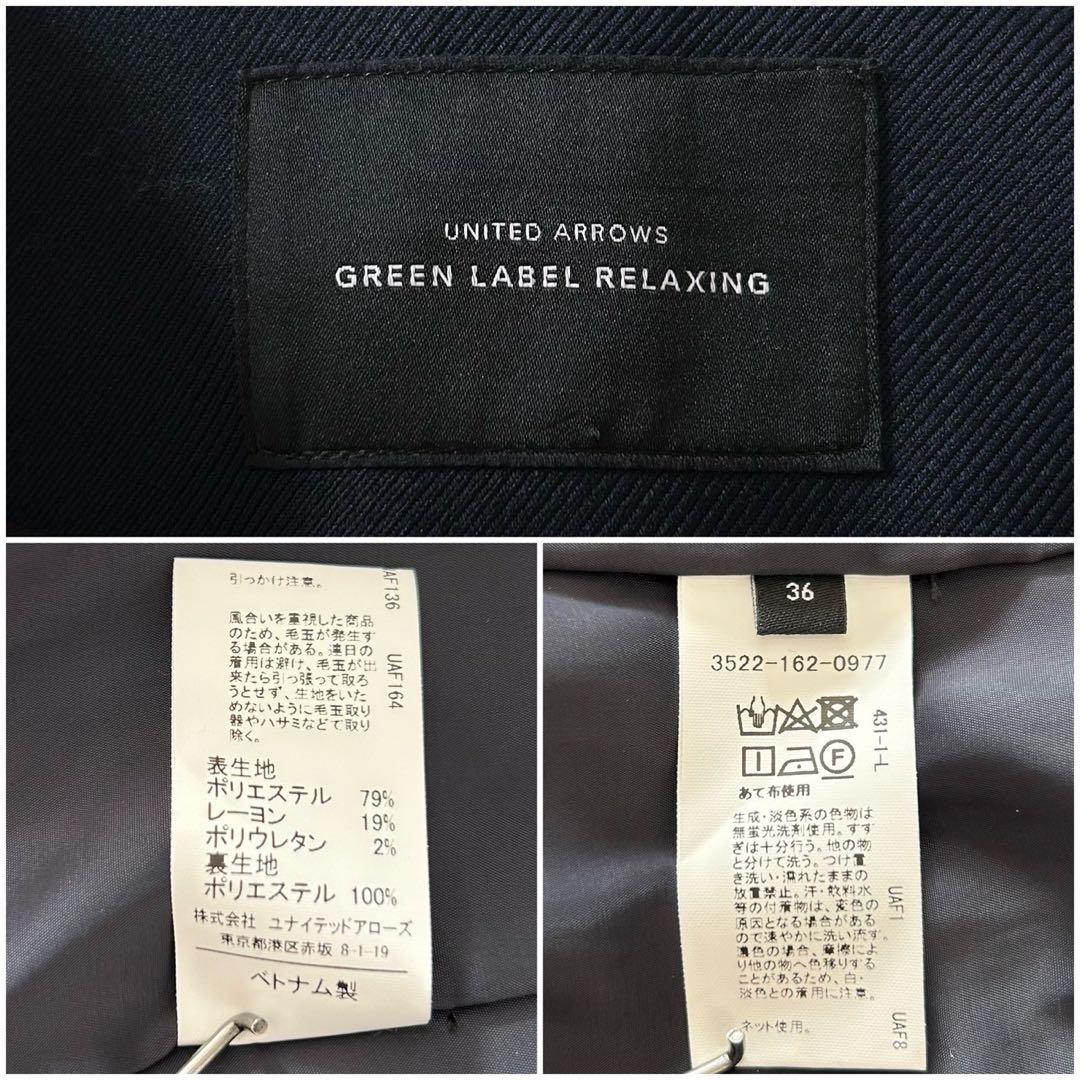 UNITED ARROWS
GREEN LABEL RELAXING
引っかけ注意。
風合いを重視した商品
のため、毛玉が発生す
る場合がある。連日の
着用は避け、毛玉が出
来たら引っ張って取ろ
うとせず、生地をいた
めないように毛玉取り
器やハサミなどで取り
除く。
表生地
ポリエステル 79%
レーヨン 19%
ポリウレタン 2%
裏生地
ポリエステル 100%
株式会社 ユナイテッドアローズ
東京都港区赤坂 8-1-19
ベトナム製
UAF164
36
3522-162-0977
F
あて布使用
生成・淡色系の色物は
無蛍光洗剤使用。すす
ぎは十分行う。他の物
と分けて洗う。つけ置
き洗い・濡れたままの
放置禁止。汗・飲料水
等の付着物は、変色の
原因となる場合がある
ので速やかに洗い流す。
濃色の場合、摩擦によ
り他の物へ色移りする
ことがあるため、白・
淡色との着用に注意。
ネット使用。
431-I-L
UAF1
UAF8